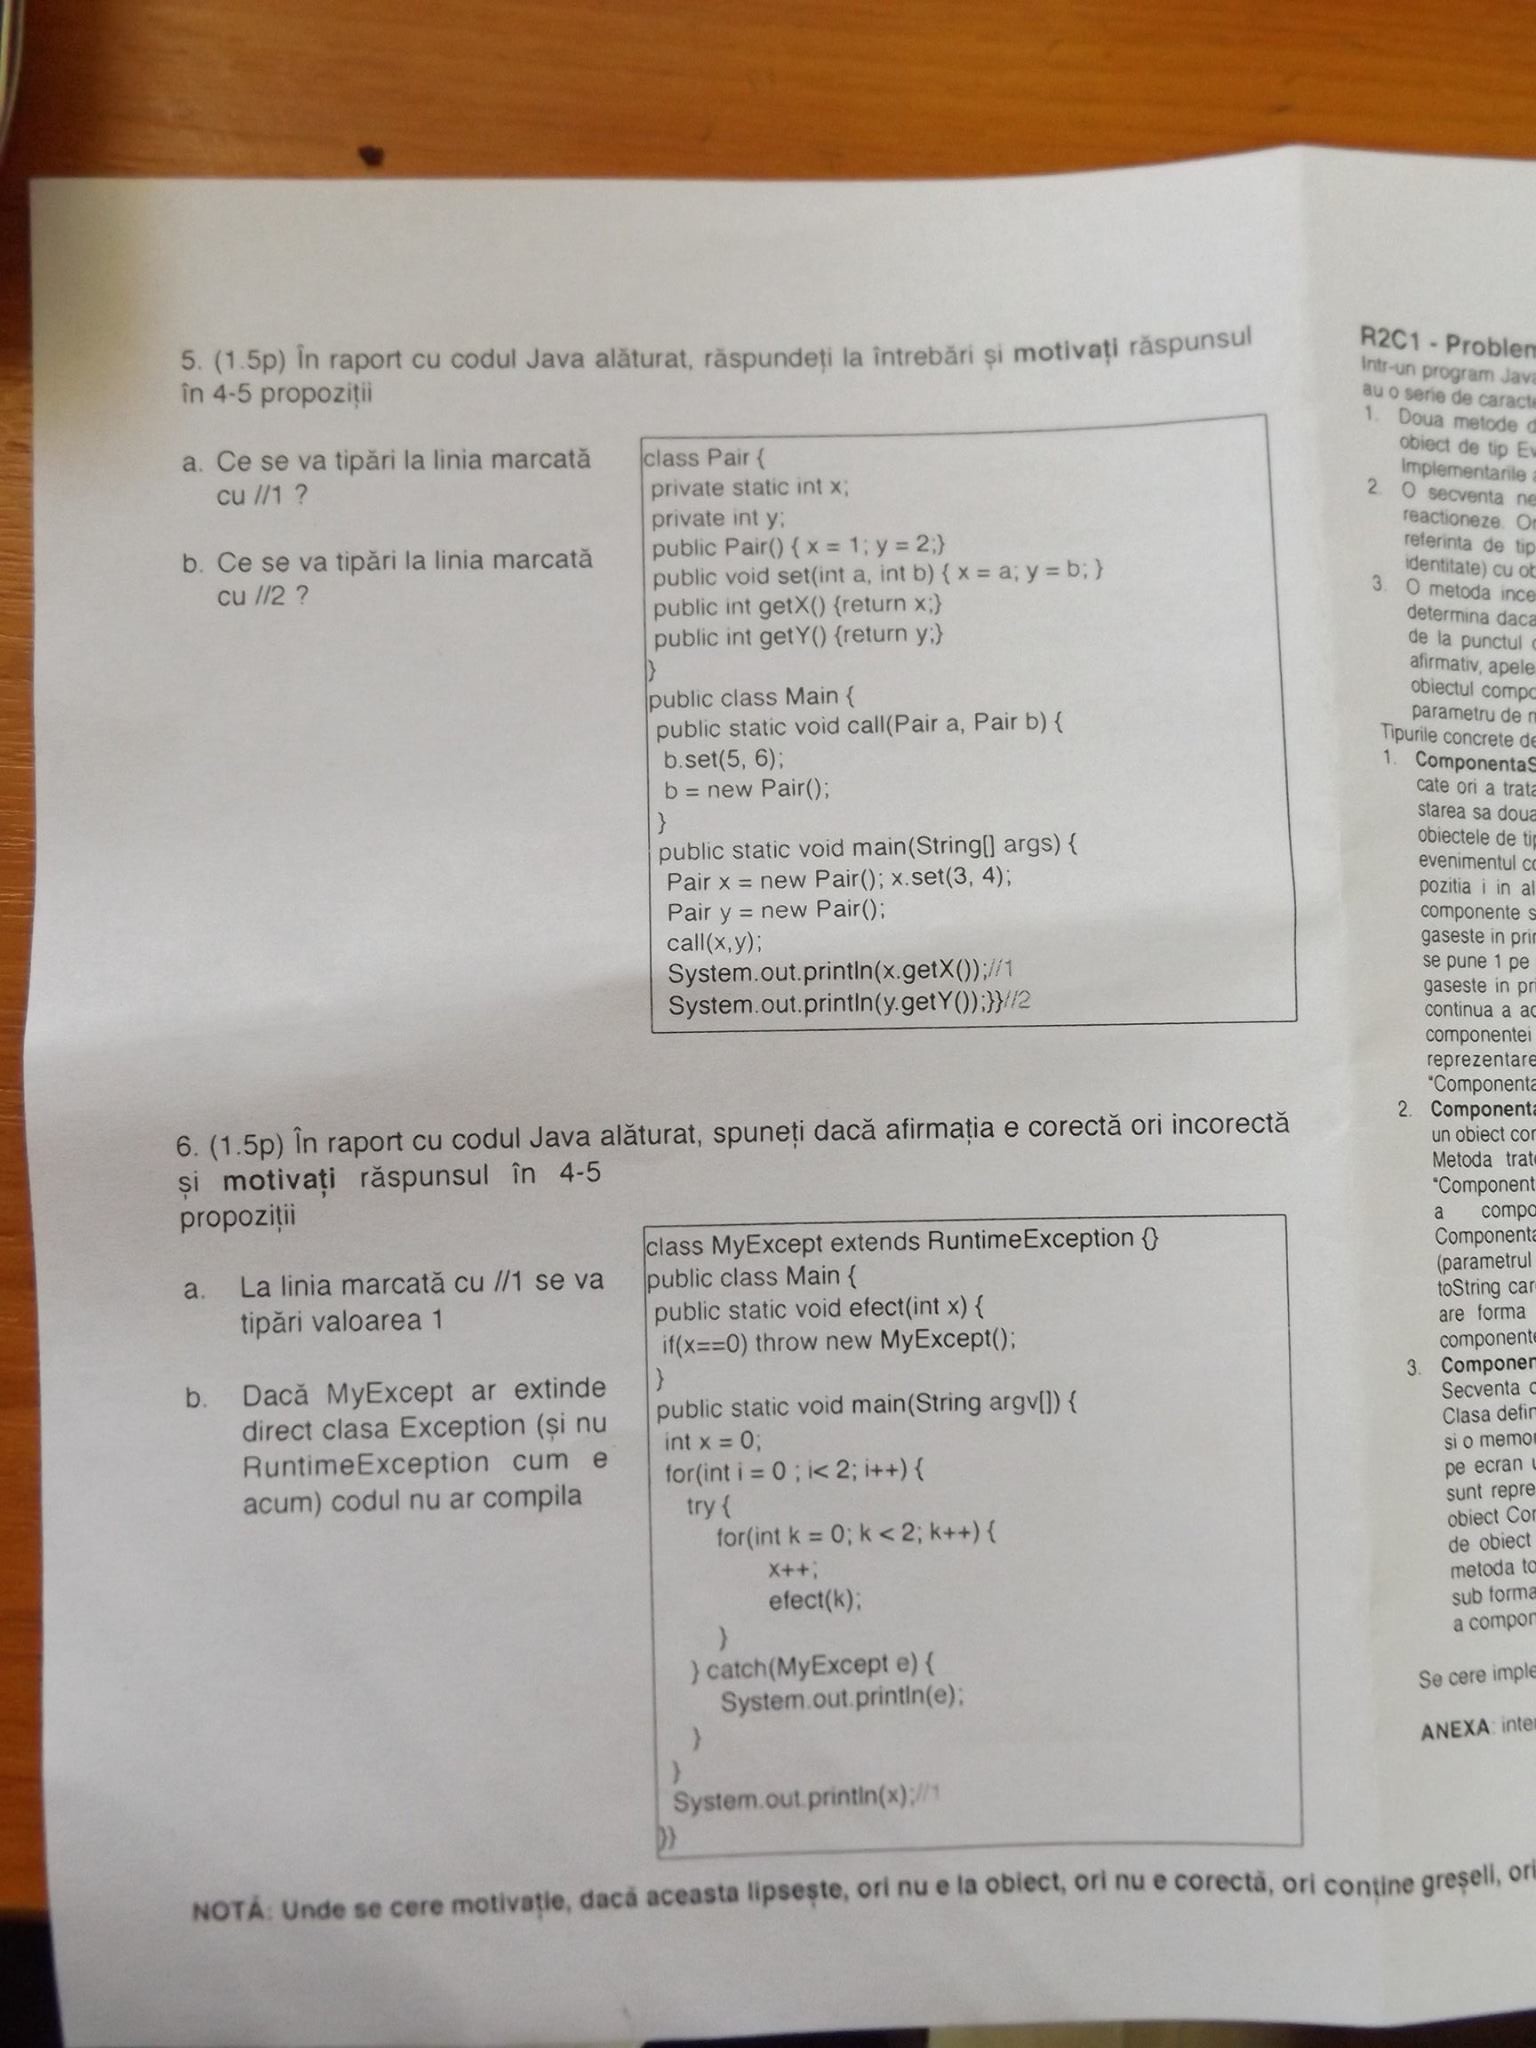 5. (1.5p) În raport cu codul Java alăturat, răspundeți la întrebări și motivați răspunsul
în 4-5 propoziții
a. Ce se va tipări la linia marcată
cu //1 ?
b. Ce se va tipări la linia marcată
cu //2 ?
class Pair {
private static int x;
private int y;
public Pair() { x = 1; y = 2;}
public void set(int a, int b) { x = a; y = b; }
public int getX() {return x;}
public int getY() {return y;}
}
public class Main {
public static void call(Pair a, Pair b) {
b.set(5, 6);
b = new Pair();
}
public static void main(String[] args) {
Pair x = new Pair(); x.set(3, 4);
Pair y = new Pair();
call(x,y);
System.out.println(x.getX());//1
System.out.println(y.getY());}}//2
6. (1.5p) În raport cu codul Java alăturat, spuneți dacă afirmația e corectă ori incorectă
și motivați răspunsul în 4-5
propoziții
a. La linia marcată cu //1 se va
tipări valoarea 1
b. Dacă MyExcept ar extinde
direct clasa Exception (și nu
RuntimeException cum e
acum) codul nu ar compila
class MyExcept extends RuntimeException {}
public class Main {
public static void efect(int x) {
if(x==0) throw new MyExcept();
}
public static void main(String argv[]) {
int x = 0;
for(int i = 0 ; i< 2; i++) {
try {
for(int k = 0; k < 2; k++) {
x++;
efect(k);
}
} catch(MyExcept e) {
System.out.println(e);
}
}
System.out.println(x);//1
}}
NOTĂ: Unde se cere motivație, dacă aceasta lipsește, ori nu e la obiect, ori nu e corectă, ori conține greșeli, ori
R2C1 - Problem
Intr-un program Java
au o serie de caracte
1. Doua metode d
obiect de tip Ev
Implementarile a
2. O secventa ne
reactioneze. Or
referinta de tip
identitate) cu ob
3. O metoda ince
determina daca
de la punctul
afirmativ, apele
obiectul compo
parametru de
Tipurile concrete de
1. ComponentaS
cate ori a trata
starea sa doua
obiectele de tip
evenimentul co
pozitia i in al
componente s
gaseste in prin
se pune 1 pe
gaseste in pri
continua a ac
componentei
reprezentare
"Componenta
2. Componenta
un obiect con
Metoda trate
"Component
a compo
Componenta
(parametrul
toString car
are forma
componente
3. Componen
Secventa
Clasa defin
si o memor
pe ecran
sunt repre
obiect Cor
de obiect
metoda to
sub forma
a compon
Se cere imple
ANEXA: inter